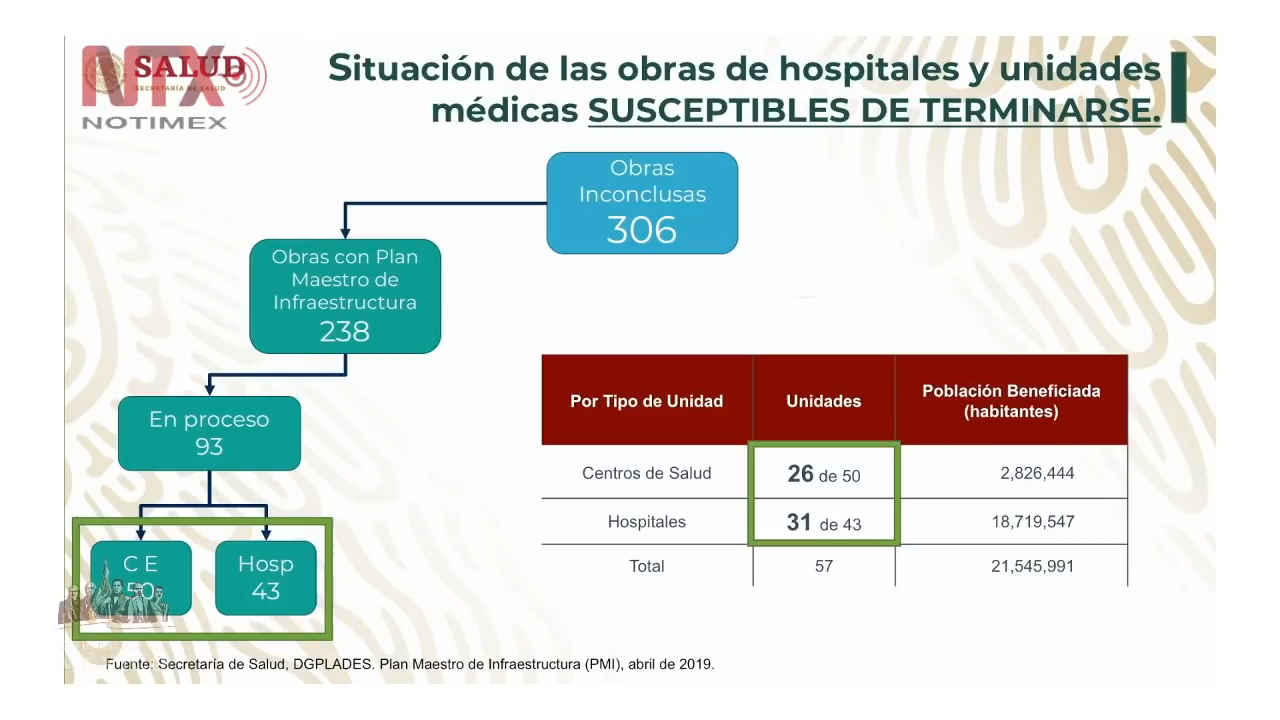 NTX
SALUD
SECRETARÍA DE SALUD
NOTIMEX
Situación de las obras de hospitales y unidades
médicas SUSCEPTIBLES DE TERMINARSE.
Obras
Inconclusas
306
Obras con Plan
Maestro de
Infraestructura
238
En proceso
93
C E
50
Hosp
43
Por Tipo de Unidad Unidades Población Beneficiada
(habitantes)
Centros de Salud 26 de 50 2,826,444
Hospitales 31 de 43 18,719,547
Total 57 21,545,991
Fuente: Secretaría de Salud, DGPLADES. Plan Maestro de Infraestructura (PMI), abril de 2019.